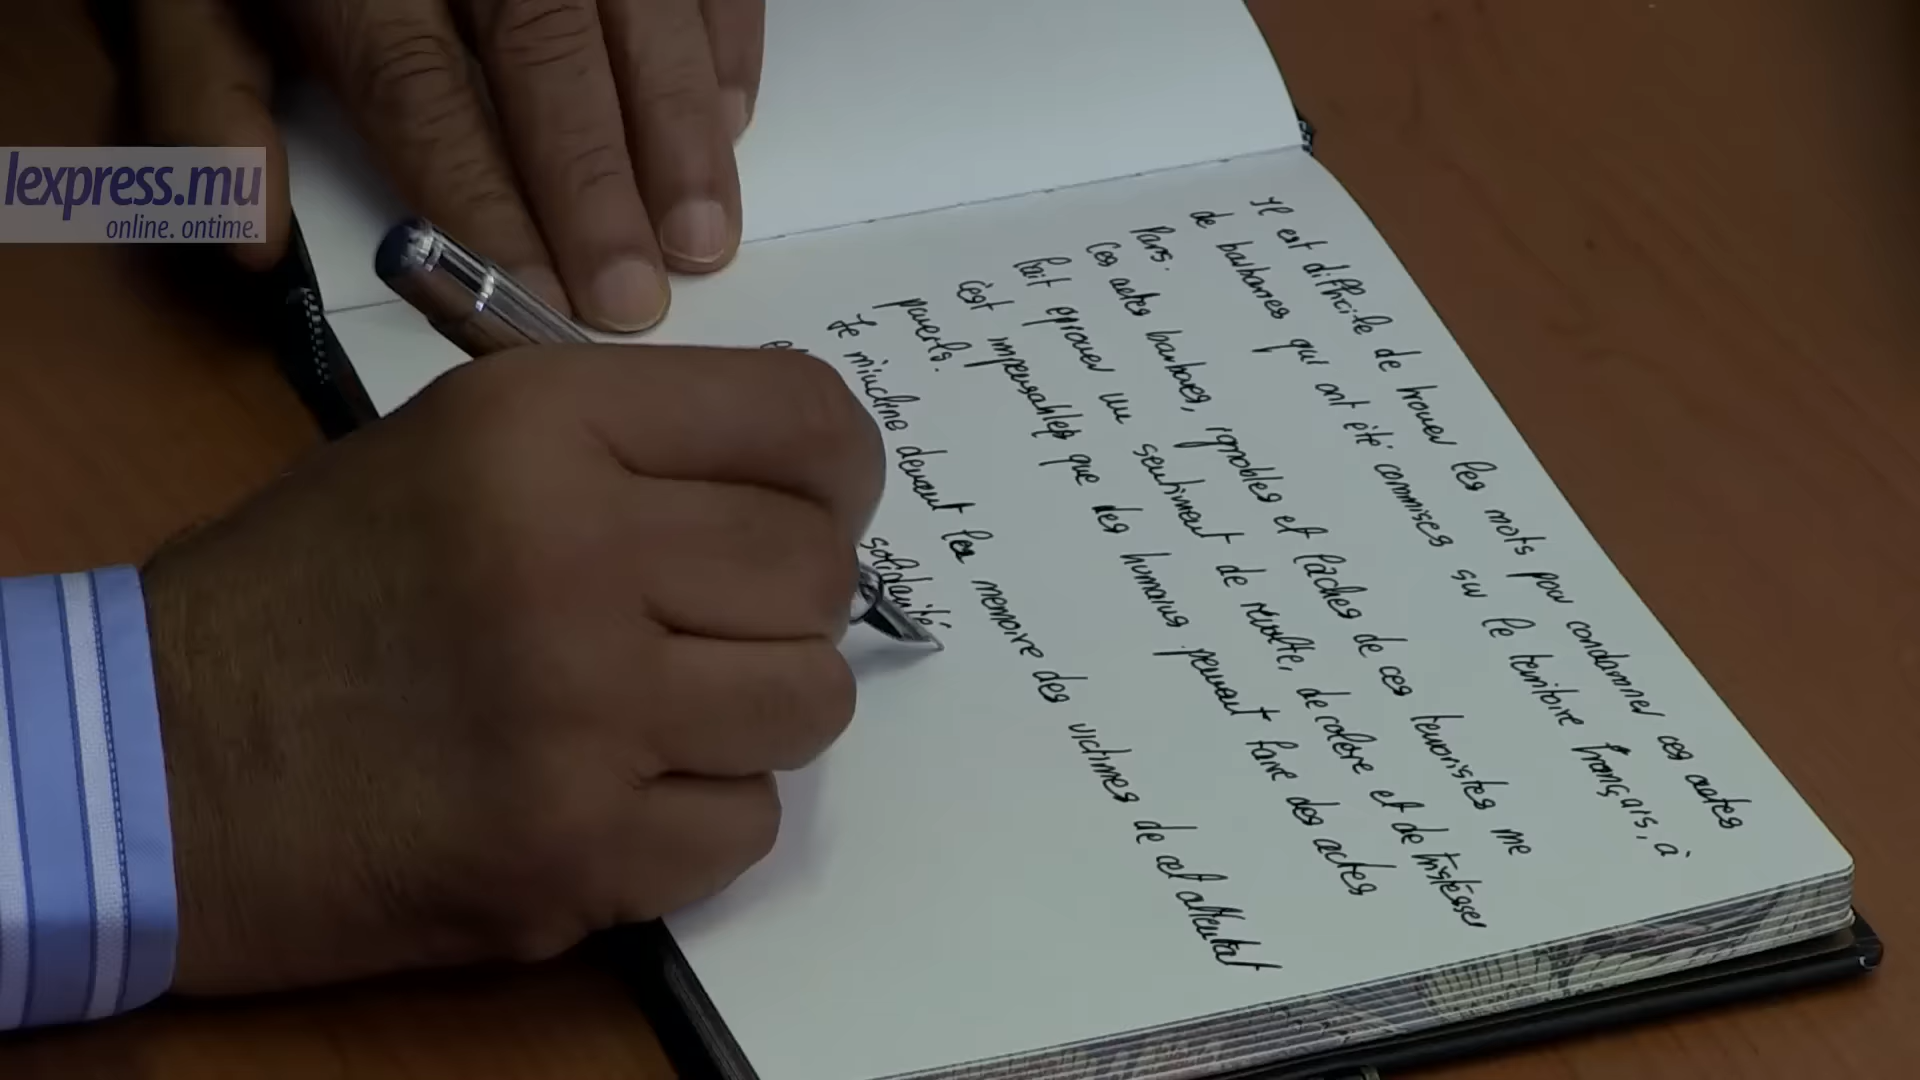 lexpress.mu
online. ontime.
Il est difficile de trouver les mots pour condamner ces actes
de barbaries qui ont été commises sur le territoire français, à
Paris.
Ces actes barbares, ignobles et lâches de ces terroristes me
fait éprouver un sentiment de révolte, de colère et de tristesse
c'est impensable que des humains peuvent faire des actes
pareils.
Je m'incline devant la memoire des victimes de cet attentat
solidarité